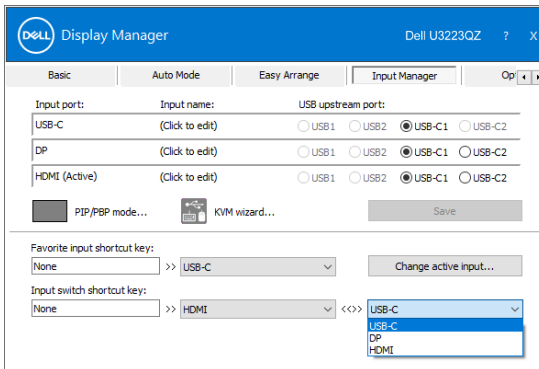 DELL Display Manager Dell U3223QZ ? X
Basic Auto Mode Easy Arrange Input Manager Op
Input port: Input name: USB upstream port:
USB-C (Click to edit) USB1 USB2 USB-C1 USB-C2
DP (Click to edit) USB1 USB2 USB-C1 USB-C2
HDMI (Active) (Click to edit) USB1 USB2 USB-C1 USB-C2
PIP/PBP mode... KVM wizard... Save
Favorite input shortcut key:
None >> USB-C Change active input...
Input switch shortcut key:
None >> HDMI <<>> USB-C
USB-C
DP
HDMI